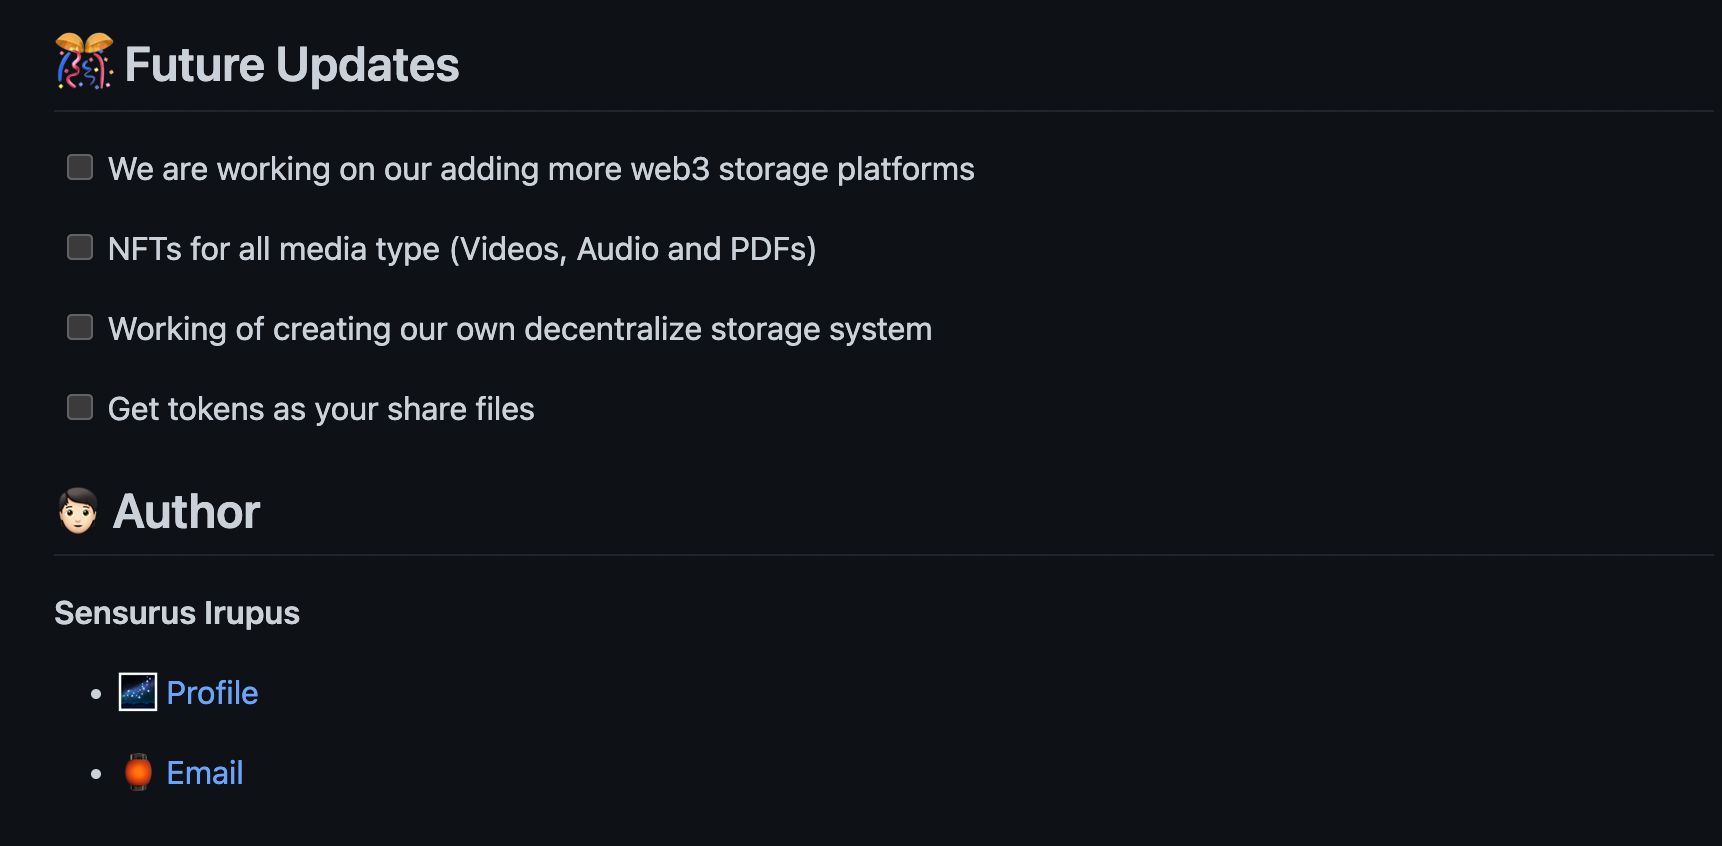 Future Updates
We are working on our adding more web3 storage platforms
NFTs for all media type (Videos, Audio and PDFs)
Working of creating our own decentralize storage system
Get tokens as your share files
Author
Sensurus Irupus
Profile
Email